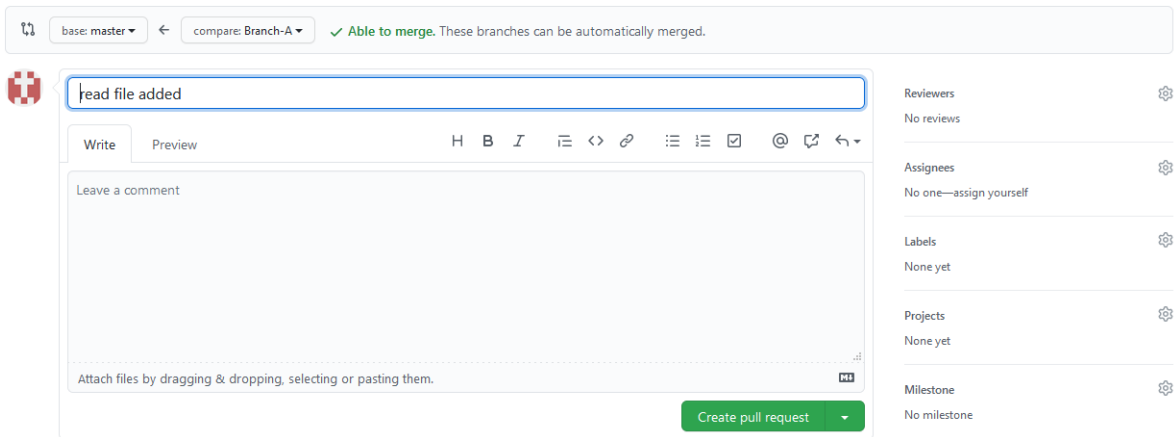 base: master compare: Branch-A Able to merge. These branches can be automatically merged.
read file added
Write Preview H B I
Leave a comment
Attach files by dragging & dropping, selecting or pasting them.
Create pull request
Reviewers
No reviews
Assignees
No one—assign yourself
Labels
None yet
Projects
None yet
Milestone
No milestone